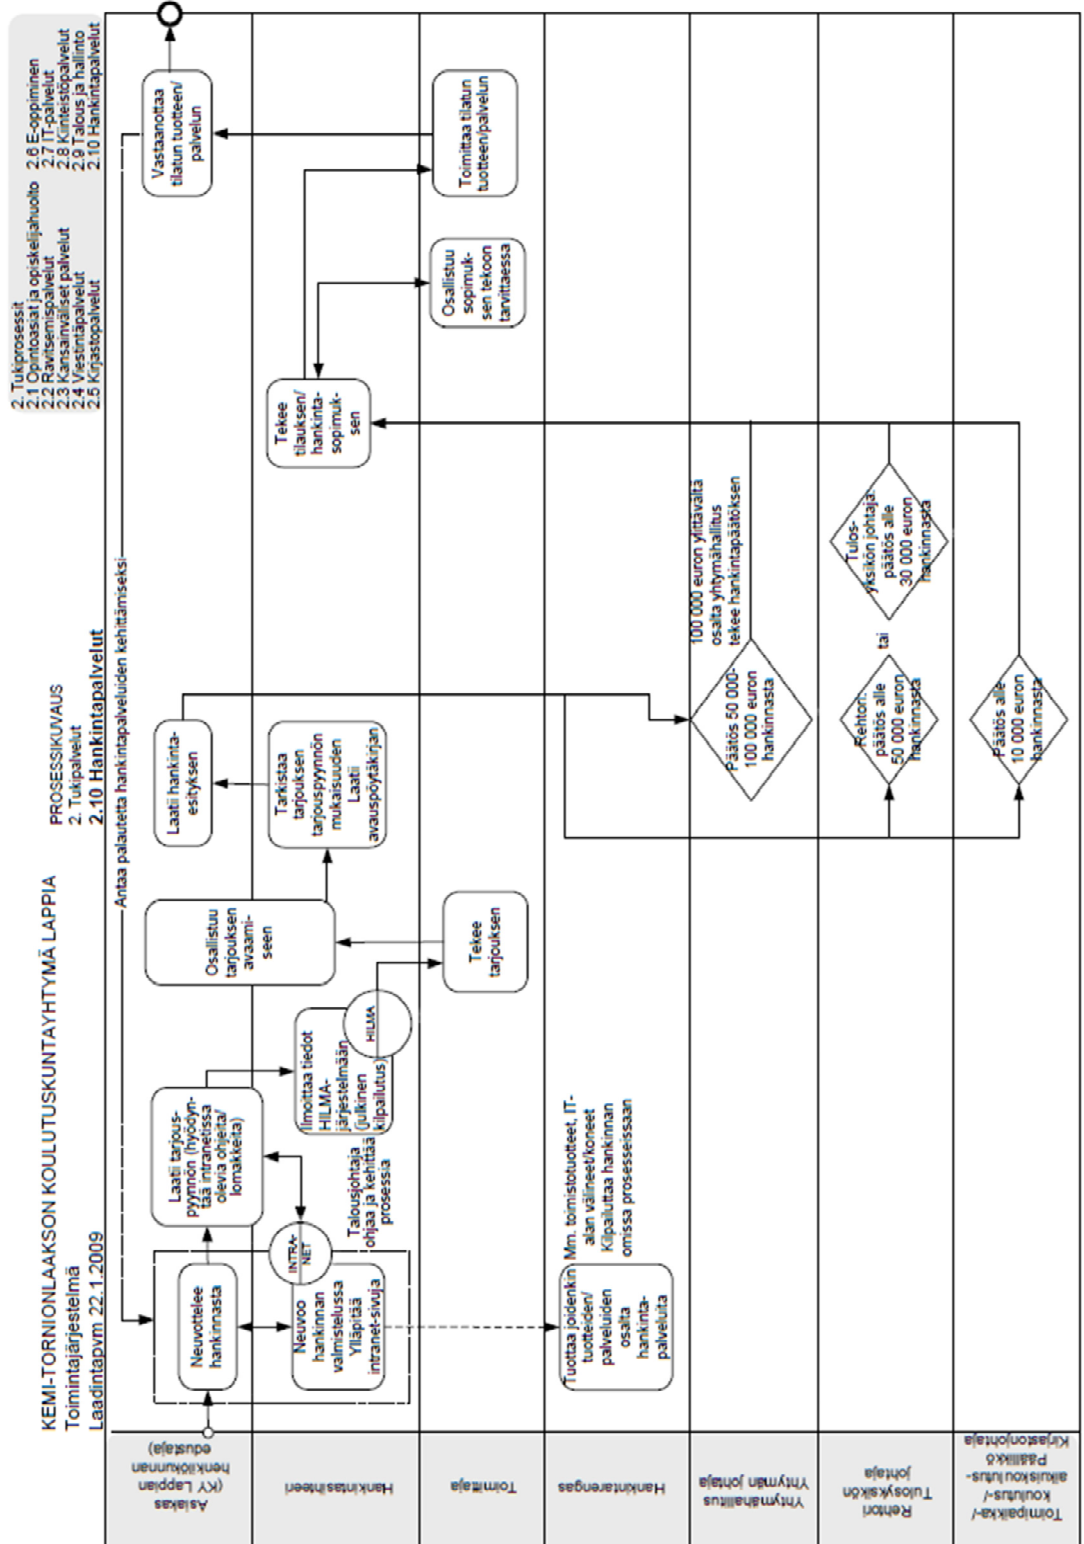 KEMI-TORNIONLAAKSON KOULUTUSKUNTAYHTYMÄ LAPPIA
Toimintajärjestelmä
Laadintapvm 22.1.2009
PROSESSIKUVAUS
2. Tukipalvelut
2.10 Hankintapalvelut
2. Tukiprosessit
2.1 Opintoasiat ja opiskelijahuolto
2.2 Ravitsemispalvelut
2.3 Kansainväliset palvelut
2.4 Viestintäpalvelut
2.5 Kirjastopalvelut
2.6 E-oppiminen
2.7 IT-palvelut
2.8 Kiinteistöpalvelut
2.9 Talous ja hallinto
2.10 Hankintapalvelut
Asiakas
(KY Lappian
henkilökunnan
edustaja)
Antaa palautetta hankintapalveluiden kehittämiseksi
Neuvottelee
hankinnasta
Laatii tarjous-
pyynnön (hyödyn-
tää intranetissa
olevia ohjeita/
lomakkeita)
Osallistuu
tarjouksen
avaami-
seen
Laatii hankinta-
esityksen
Vastaanottaa
tilatun tuotteen/
palvelun
Hankintasihteeri
Neuvoo
hankinnan
valmistelussa
Ylläpitää
intranet-sivuja
INTRA-
NET
Talousjohtaja
ohjaa ja kehittää
prosessia
Ilmoittaa tiedot
HILMA-
järjestelmään
(julkinen
kilpailutus)
HILMA
Tarkistaa
tarjouksen
tarjouspyynnön
mukaisuuden
Laatii
avauspöytäkirjan
Tekee
tilauksen/
hankinta-
sopimuk-
sen
Toimittaja
Tekee
tarjouksen
Osallistuu
sopimuk-
sen tekoon
tarvittaessa
Toimittaa tilatun
tuotteen/palvelun
Hankintarengas
Tuottaa joidenkin
tuotteiden/
palveluiden
osalta
hankinta-
palveluita
Mm. toimistotuotteet, IT-
alan välineet/koneet
Kilpailuttaa hankinnan
omissa prosesseissaan
Yhtymähallitus
Yhtymän johtaja
Päätös 50 000-
100 000 euron
hankinnasta
100 000 euron ylittävältä
osalta yhtymähallitus
tekee hankintapäätöksen
Rehtori
Tulosyksikön
johtaja
Rehtori:
päätös alle
50 000 euron
hankinnasta
tai
Tulos-
yksikön johtaja:
päätös alle
30 000 euron
hankinnasta
Toimipaikka-/
koulutus-/
aikuiskoulutus-
Päällikkö
Kirjastonjohtaja
Päätös alle
10 000 euron
hankinnasta